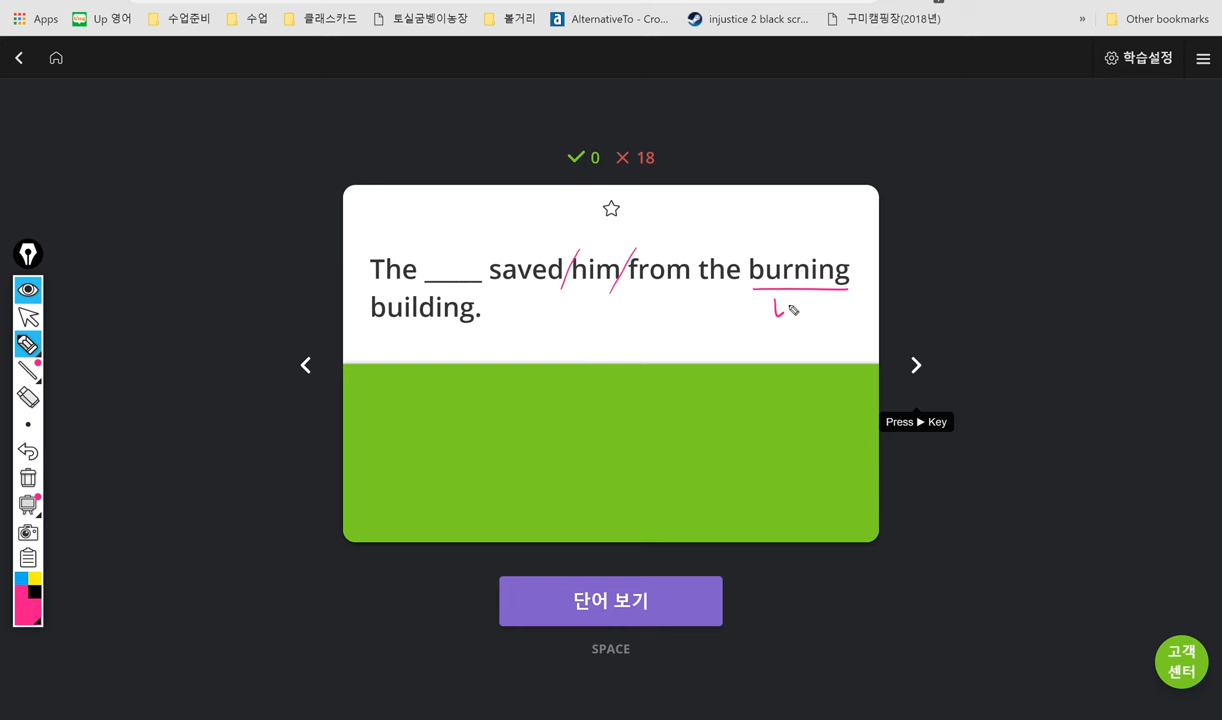 Apps Up 영어 수업준비 수업 클래스카드 토실굼벵이농장 볼거리 AlternativeTo - Cro... injustice 2 black scr... 구미캠핑장(2018년) » Other bookmarks
학습설정
0 18
The _____ saved him from the burning
building.
Press ▶ Key
단어 보기
SPACE
고객
센터